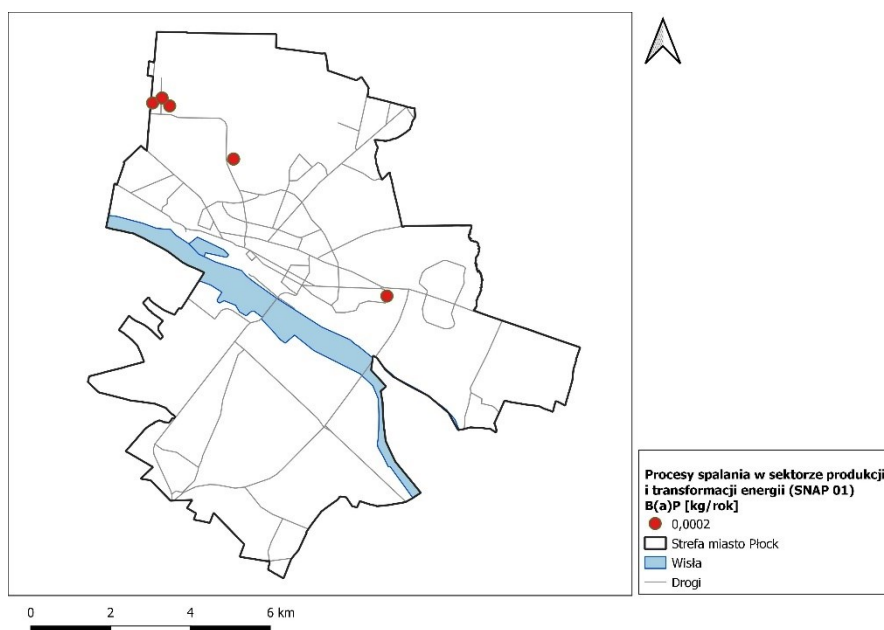 Procesy spalania w sektorze produkcji
i transformacji energii (SNAP 01)
B(a)P [kg/rok]
0,0002
Strefa miasto Płock
Wisła
Drogi
0 2 4 6 km